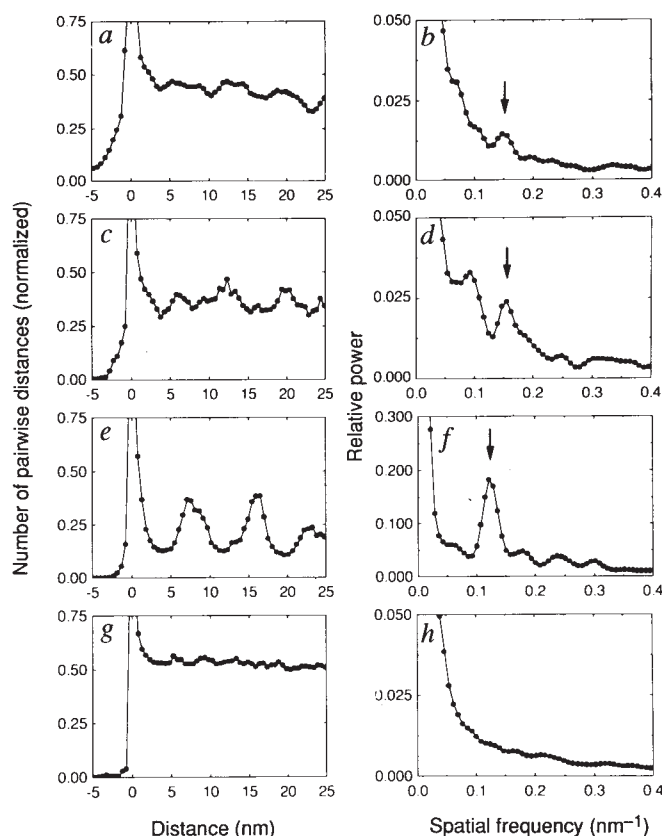 Number of pairwise distances (normalized)
Relative power
a
0.75
0.50
0.25
0.00
-5 0 5 10 15 20 25
b
0.050
0.025
0.000
0.0 0.1 0.2 0.3 0.4
c
0.75
0.50
0.25
0.00
-5 0 5 10 15 20 25
d
0.050
0.025
0.000
0.0 0.1 0.2 0.3 0.4
e
0.75
0.50
0.25
0.00
-5 0 5 10 15 20 25
f
0.300
0.200
0.100
0.000
0.0 0.1 0.2 0.3 0.4
g
0.75
0.50
0.25
0.00
-5 0 5 10 15 20 25
h
0.050
0.025
0.000
0.0 0.1 0.2 0.3 0.4
Distance (nm)
Spatial frequency (nm⁻¹)